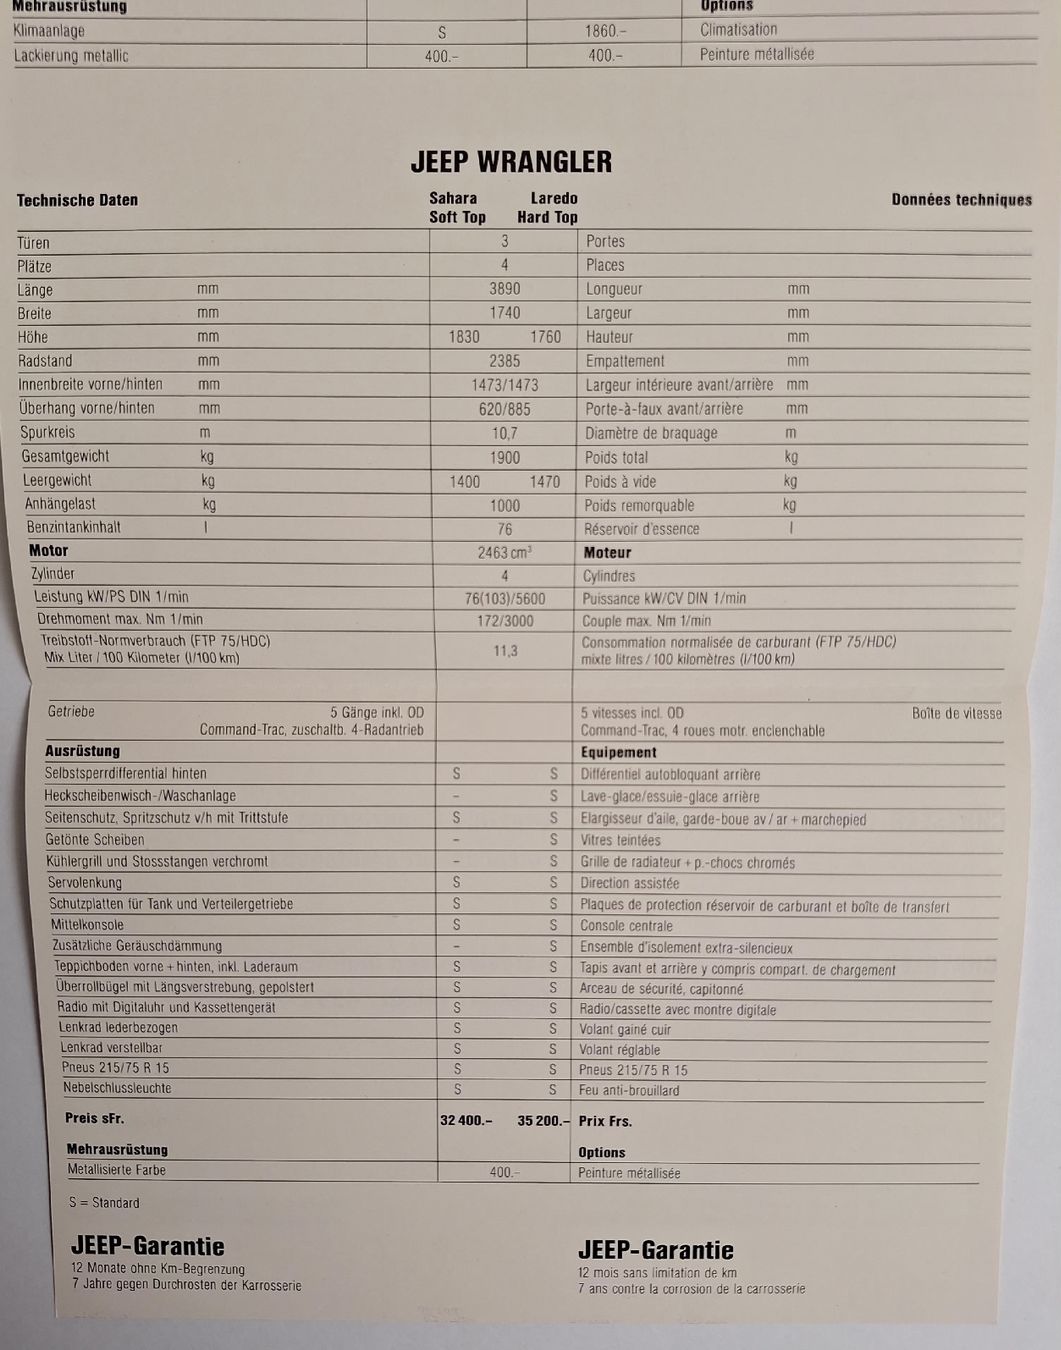 Mehrausrüstung Options
Klimaanlage S 1860.– Climatisation
Lackierung metallic 400.– 400.– Peinture métallisée
JEEP WRANGLER
Technische Daten Sahara Soft Top Laredo Hard Top Données techniques
Türen 3 Portes
Plätze 4 Places
Länge mm 3890 Longueur mm
Breite mm 1740 Largeur mm
Höhe mm 1830 1760 Hauteur mm
Radstand mm 2385 Empattement mm
Innenbreite vorne/hinten mm 1473/1473 Largeur intérieure avant/arrière mm
Überhang vorne/hinten mm 620/885 Porte-à-faux avant/arrière mm
Spurkreis m 10,7 Diamètre de braquage m
Gesamtgewicht kg 1900 Poids total kg
Leergewicht kg 1400 1470 Poids à vide kg
Anhängelast kg 1000 Poids remorquable kg
Benzintankinhalt l 76 Réservoir d'essence l
Motor 2463 cm³ Moteur
Zylinder 4 Cylindres
Leistung kW/PS DIN 1/min 76(103)/5600 Puissance kW/CV DIN 1/min
Drehmoment max. Nm 1/min 172/3000 Couple max. Nm 1/min
Treibstoff-Normverbrauch (FTP 75/HDC) Consommation normalisée de carburant (FTP 75/HDC)
Mix Liter / 100 Kilometer (l/100 km) 11,3 mixte litres / 100 kilomètres (l/100 km)
Getriebe 5 Gänge inkl. OD 5 vitesses incl. OD Boîte de vitesse
Command-Trac, zuschaltb. 4-Radantrieb Command-Trac, 4 roues motr. enclenchable
Ausrüstung Equipement
Selbstsperrdifferential hinten S S Différentiel autobloquant arrière
Heckscheibenwisch-/Waschanlage – S Lave-glace/essuie-glace arrière
Seitenschutz, Spritzschutz v/h mit Trittstufe S S Elargisseur d'aile, garde-boue av / ar + marchepied
Getönte Scheiben – S Vitres teintées
Kühlergrill und Stossstangen verchromt – S Grille de radiateur + p.-chocs chromés
Servolenkung S S Direction assistée
Schutzplatten für Tank und Verteilergetriebe S S Plaques de protection réservoir de carburant et boîte de transfert
Mittelkonsole S S Console centrale
Zusätzliche Geräuschdämmung – S Ensemble d'isolement extra-silencieux
Teppichboden vorne + hinten, inkl. Laderaum S S Tapis avant et arrière y compris compart. de chargement
Überrollbügel mit Längsverstrebung, gepolstert S S Arceau de sécurité, capitonné
Radio mit Digitaluhr und Kassettengerät S S Radio/cassette avec montre digitale
Lenkrad lederbezogen S S Volant gainé cuir
Lenkrad verstellbar S S Volant réglable
Pneus 215/75 R 15 S S Pneus 215/75 R 15
Nebelschlussleuchte S S Feu anti-brouillard
Preis sFr. 32 400.– 35 200.– Prix Frs.
Mehrausrüstung Options
Metallisierte Farbe 400.– Peinture métallisée
S = Standard
JEEP-Garantie JEEP-Garantie
12 Monate ohne Km-Begrenzung 12 mois sans limitation de km
7 Jahre gegen Durchrosten der Karrosserie 7 ans contre la corrosion de la carrosserie